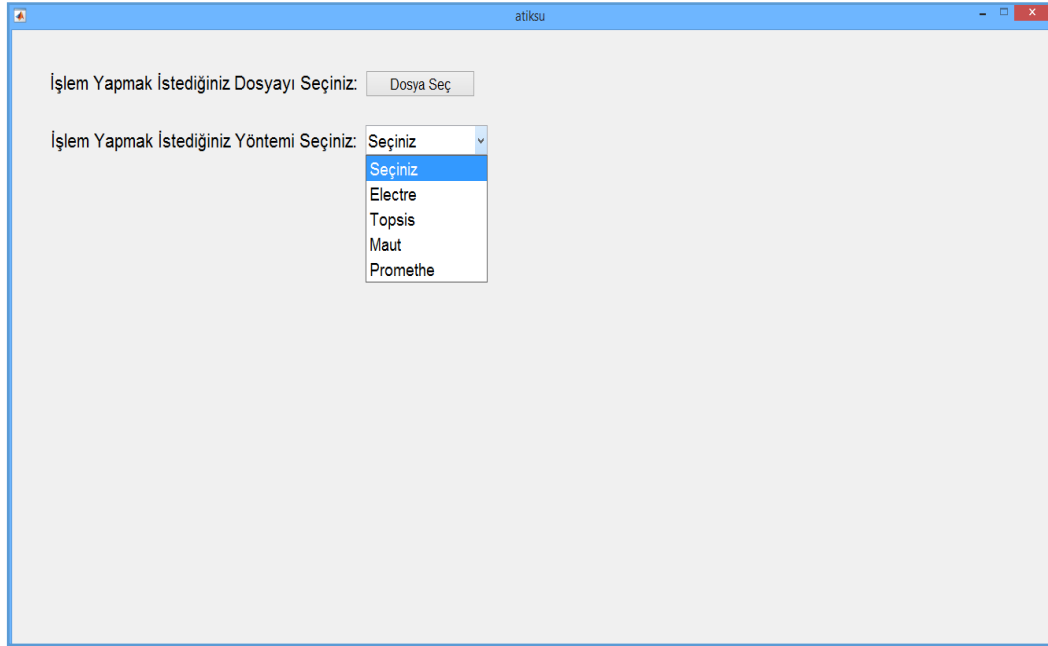 atiksu
İşlem Yapmak İstediğiniz Dosyayı Seçiniz: Dosya Seç
İşlem Yapmak İstediğiniz Yöntemi Seçiniz: Seçiniz
Seçiniz
Electre
Topsis
Maut
Promethe